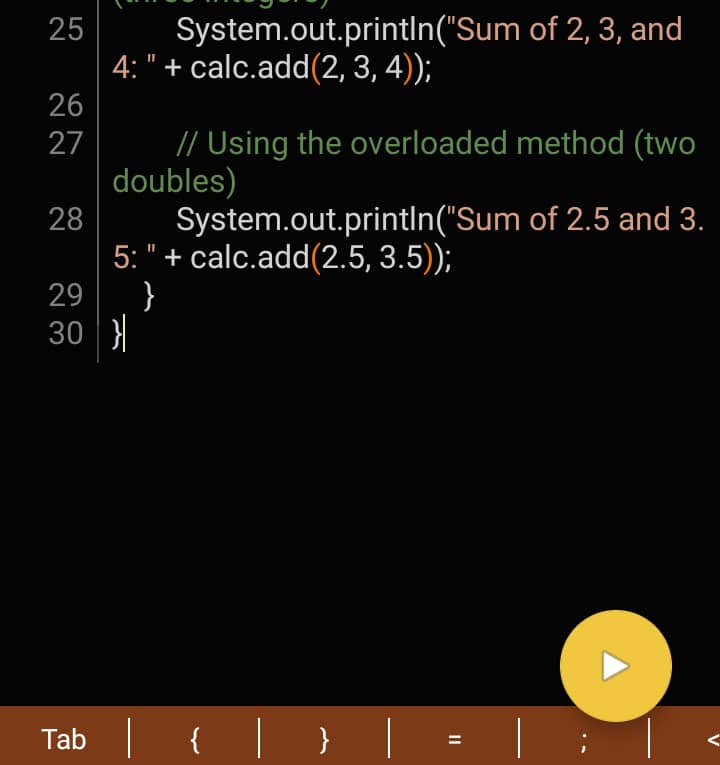 (three integers)
25 System.out.println("Sum of 2, 3, and
4: " + calc.add(2, 3, 4));
26
27 // Using the overloaded method (two
doubles)
28 System.out.println("Sum of 2.5 and 3.
5: " + calc.add(2.5, 3.5));
29 }
30 }
Tab { } = ; <